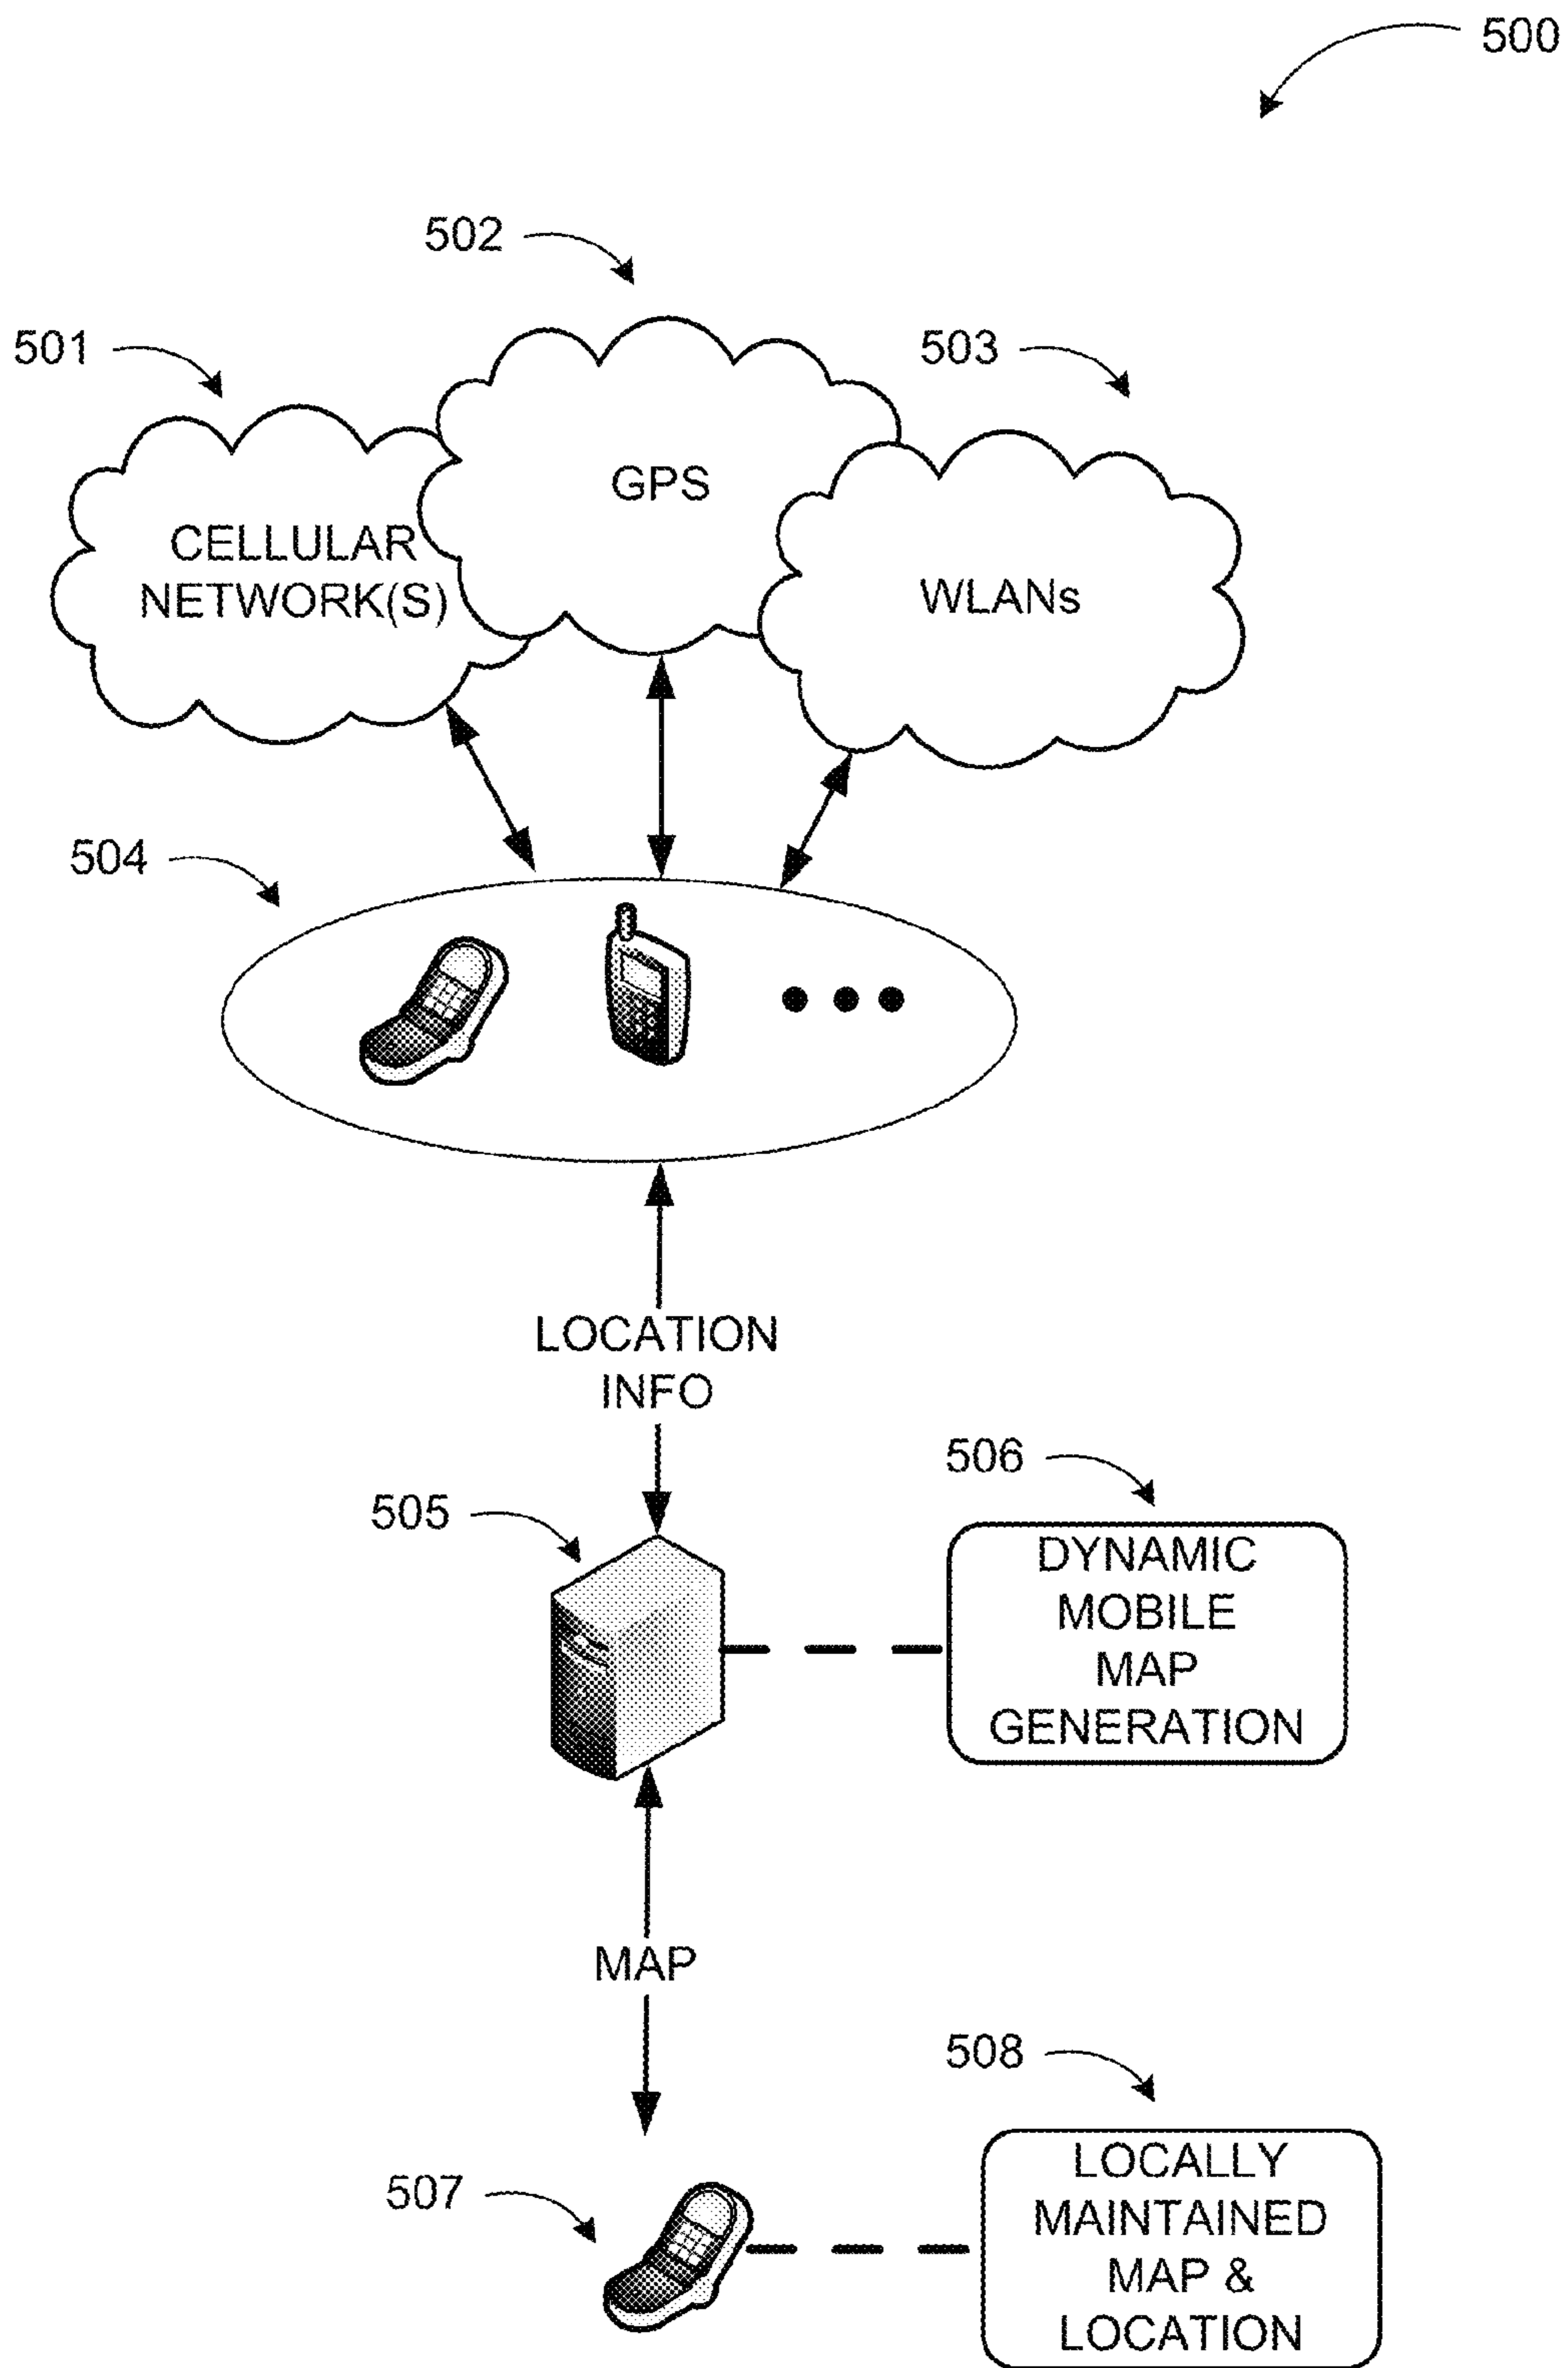 500
502
501
503
GPS
CELLULAR
NETWORK(S)
WLANs
504
LOCATION
INFO
506
505
DYNAMIC
MOBILE
MAP
GENERATION
MAP
508
507
LOCALLY
MAINTAINED
MAP &
LOCATION